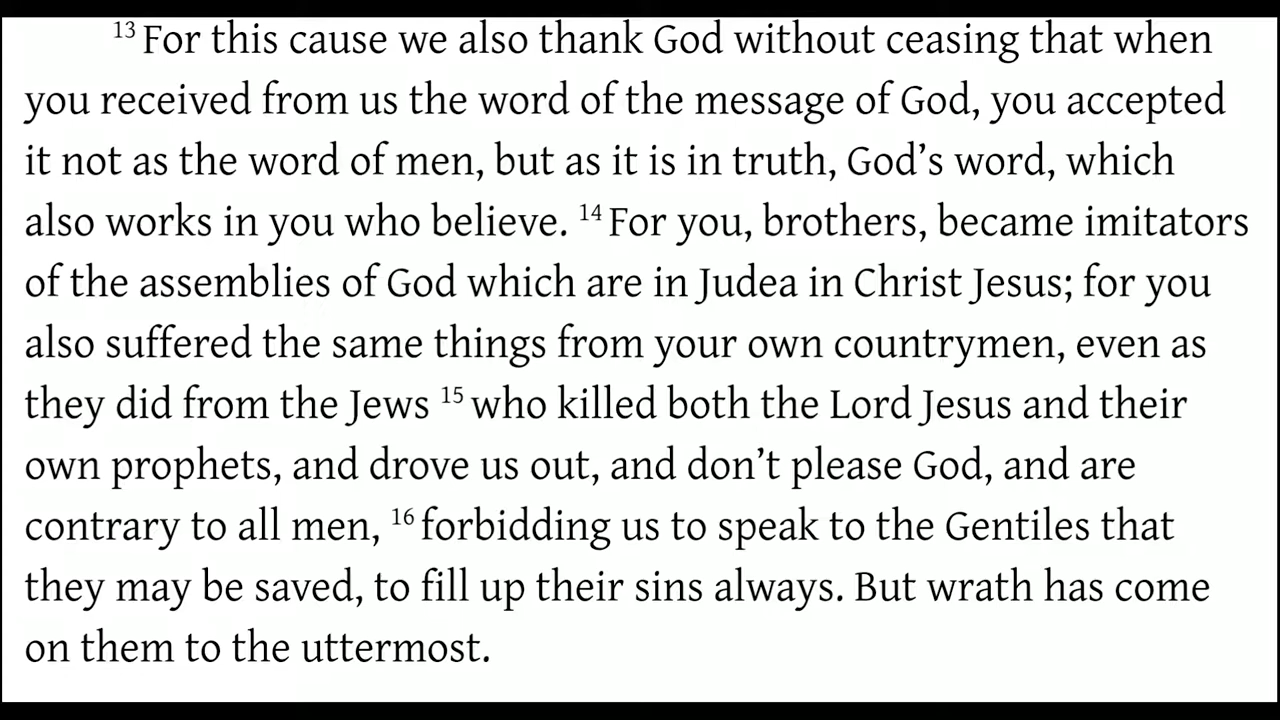 13 For this cause we also thank God without ceasing that when
you received from us the word of the message of God, you accepted
it not as the word of men, but as it is in truth, God’s word, which
also works in you who believe. 14 For you, brothers, became imitators
of the assemblies of God which are in Judea in Christ Jesus; for you
also suffered the same things from your own countrymen, even as
they did from the Jews 15 who killed both the Lord Jesus and their
own prophets, and drove us out, and don’t please God, and are
contrary to all men, 16 forbidding us to speak to the Gentiles that
they may be saved, to fill up their sins always. But wrath has come
on them to the uttermost.